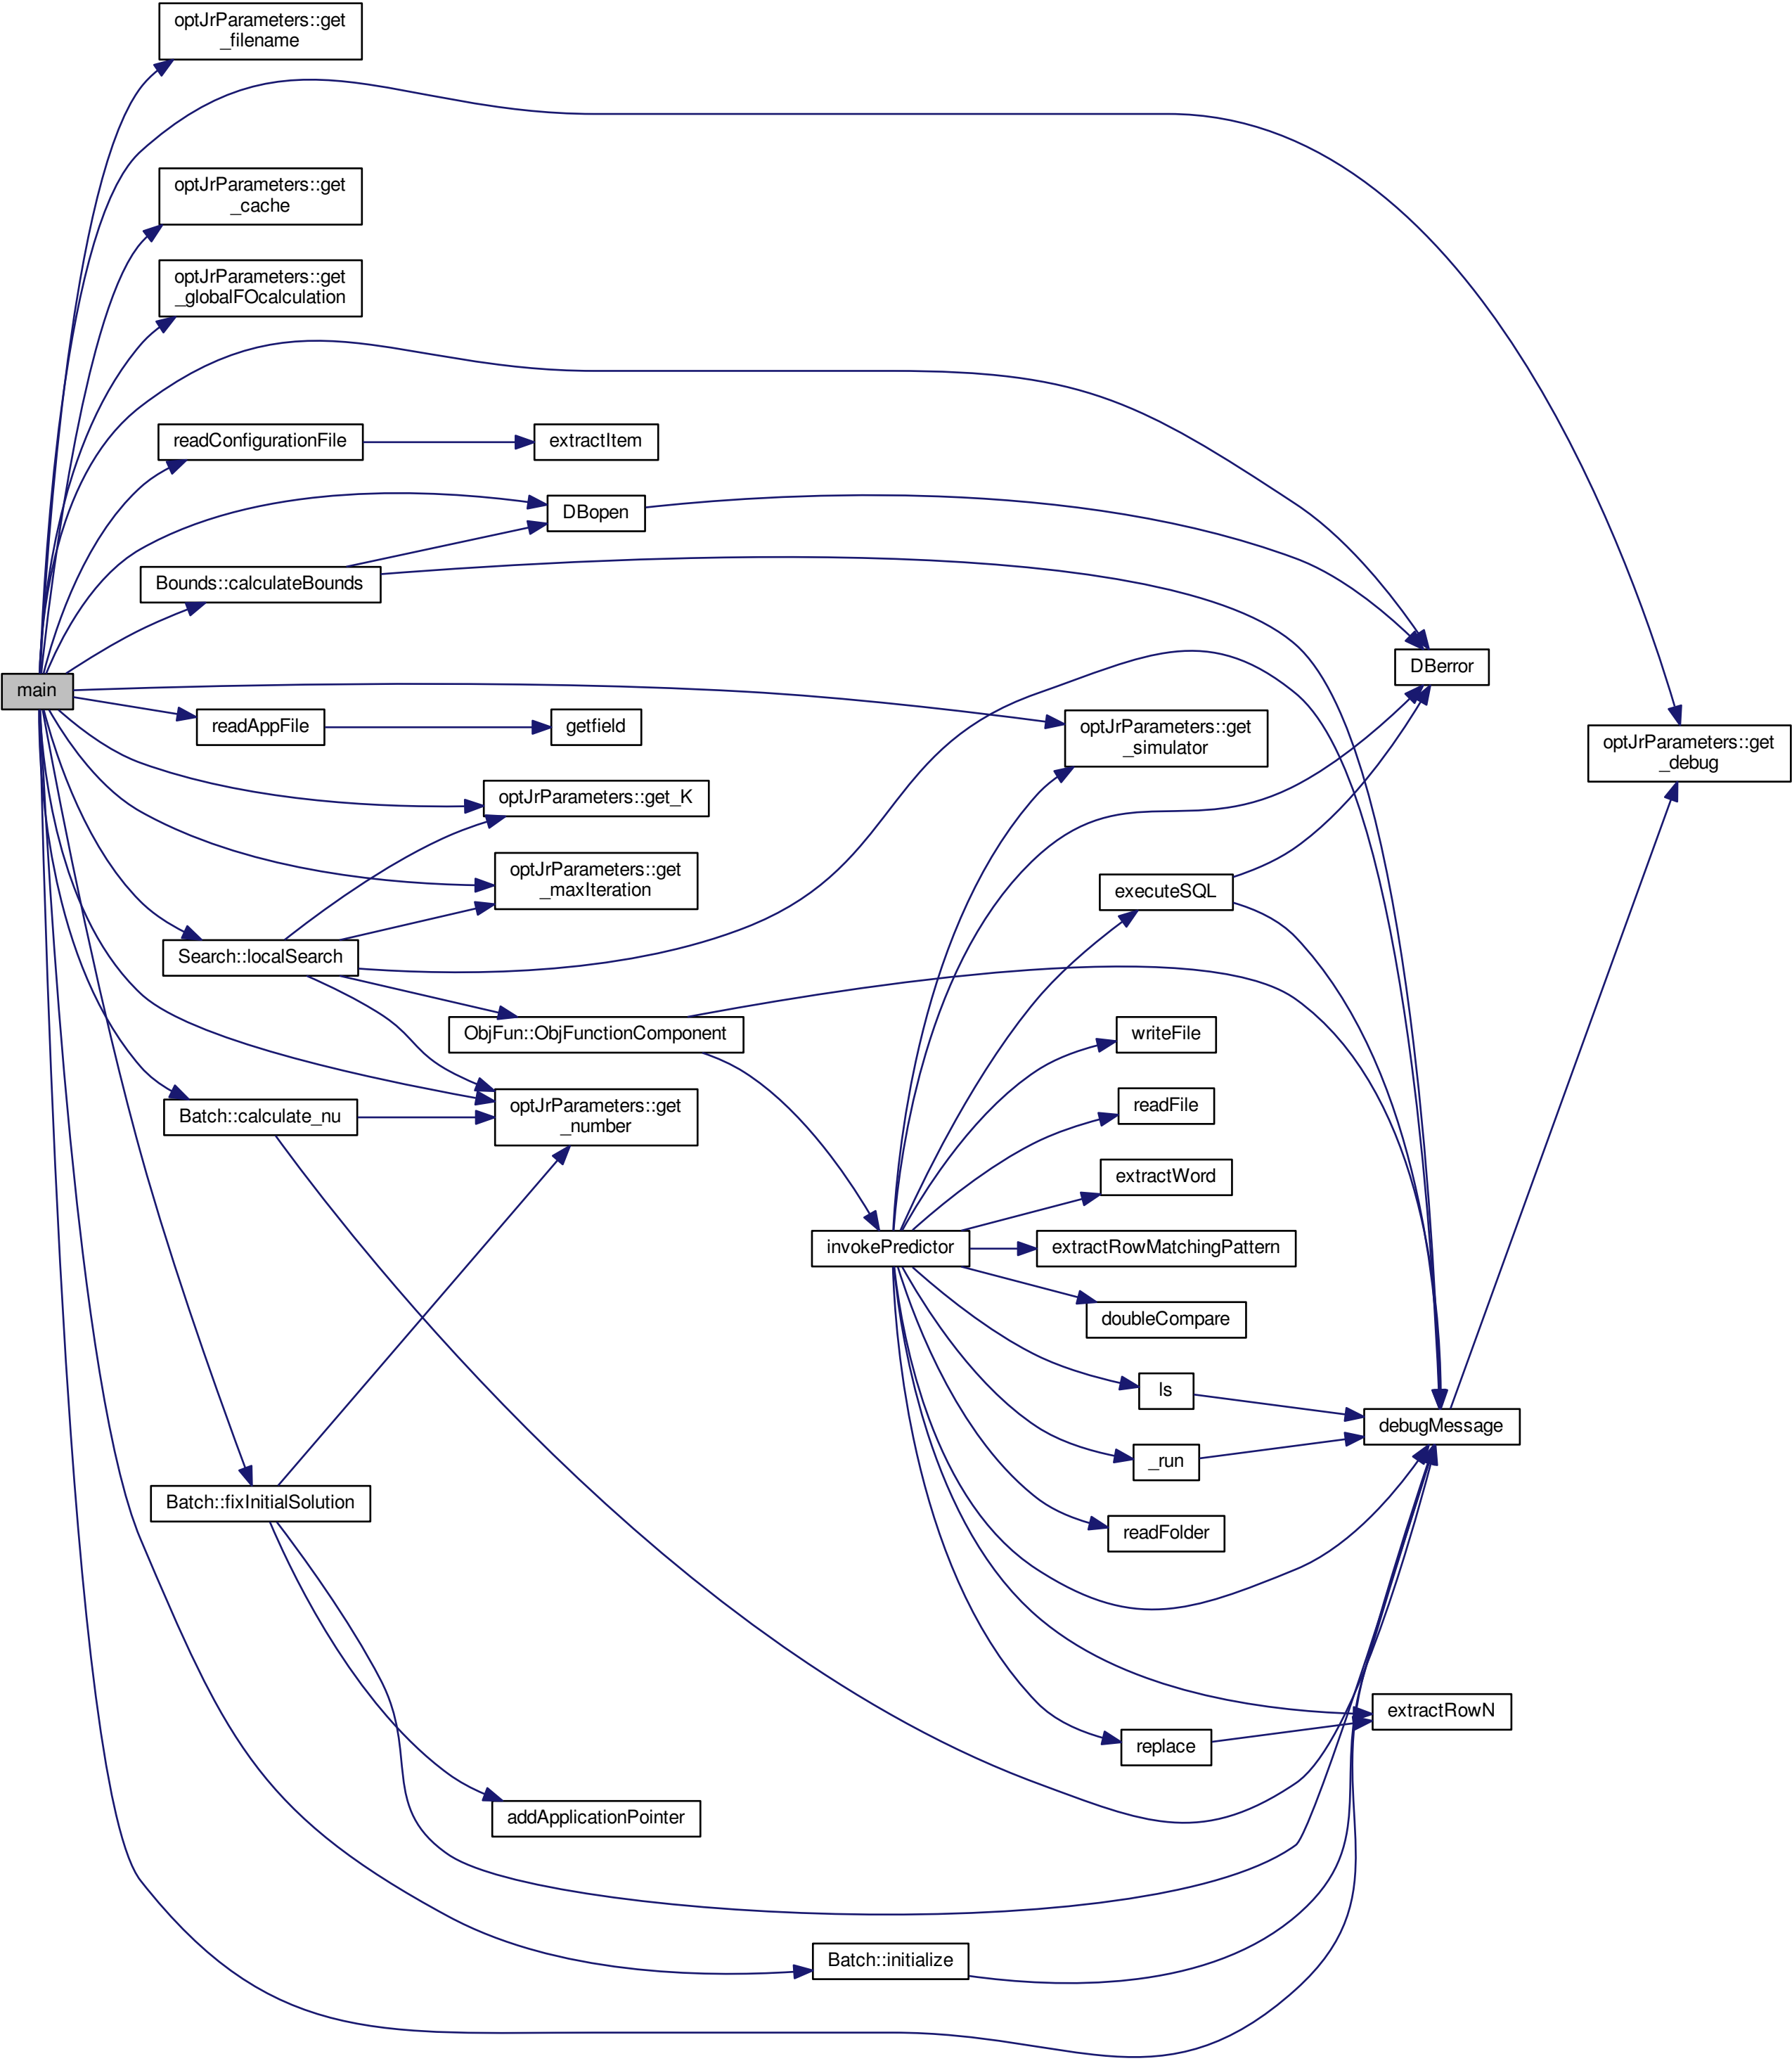 optJrParameters::get
_filename
optJrParameters::get
_cache
optJrParameters::get
_globalFOcalculation
readConfigurationFile
extractItem
DBopen
Bounds::calculateBounds
DBerror
main
readAppFile
getfield
optJrParameters::get
_simulator
optJrParameters::get
_debug
optJrParameters::get_K
optJrParameters::get
_maxIteration
executeSQL
Search::localSearch
ObjFun::ObjFunctionComponent
writeFile
Batch::calculate_nu
optJrParameters::get
_number
readFile
extractWord
invokePredictor
extractRowMatchingPattern
doubleCompare
ls
debugMessage
_run
Batch::fixInitialSolution
readFolder
extractRowN
replace
addApplicationPointer
Batch::initialize